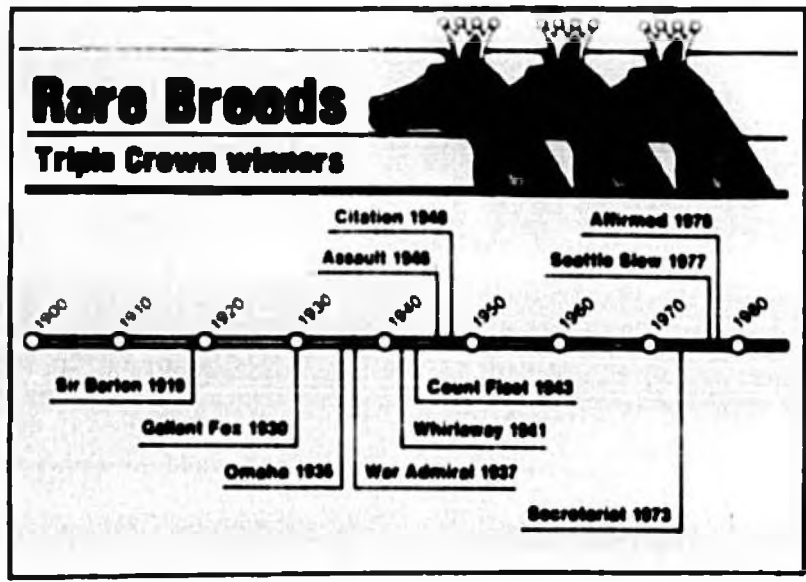 Rare Breeds
Triple Crown winners
Citation 1948
Affirmed 1978
Assault 1946
Seattle Slew 1977
1900
1910
1920
1930
1940
1950
1960
1970
1980
Sir Barton 1919
Count Fleet 1943
Gallant Fox 1930
Whirlaway 1941
Omaha 1935
War Admiral 1937
Secretariat 1973